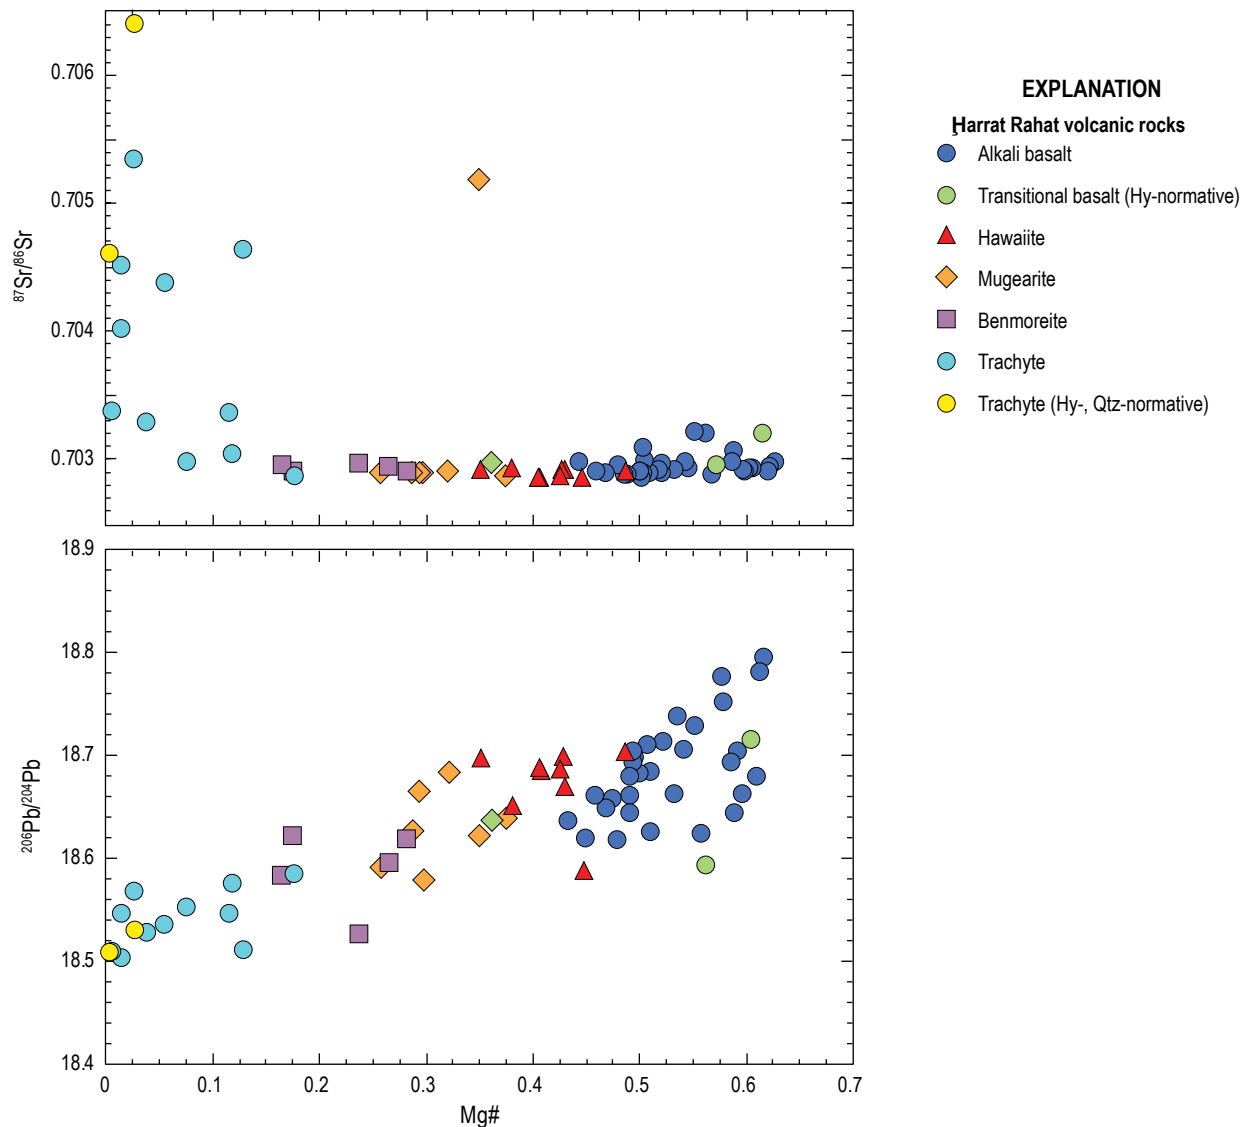 0.706
0.705
0.704
0.703
⁸⁷Sr/⁸⁶Sr
18.9
18.8
18.7
18.6
18.5
18.4
²⁰⁶Pb/²⁰⁴Pb
0 0.1 0.2 0.3 0.4 0.5 0.6 0.7
Mg#
EXPLANATION
Ḩarrat Rahat volcanic rocks
Alkali basalt
Transitional basalt (Hy-normative)
Hawaiite
Mugearite
Benmoreite
Trachyte
Trachyte (Hy-, Qtz-normative)